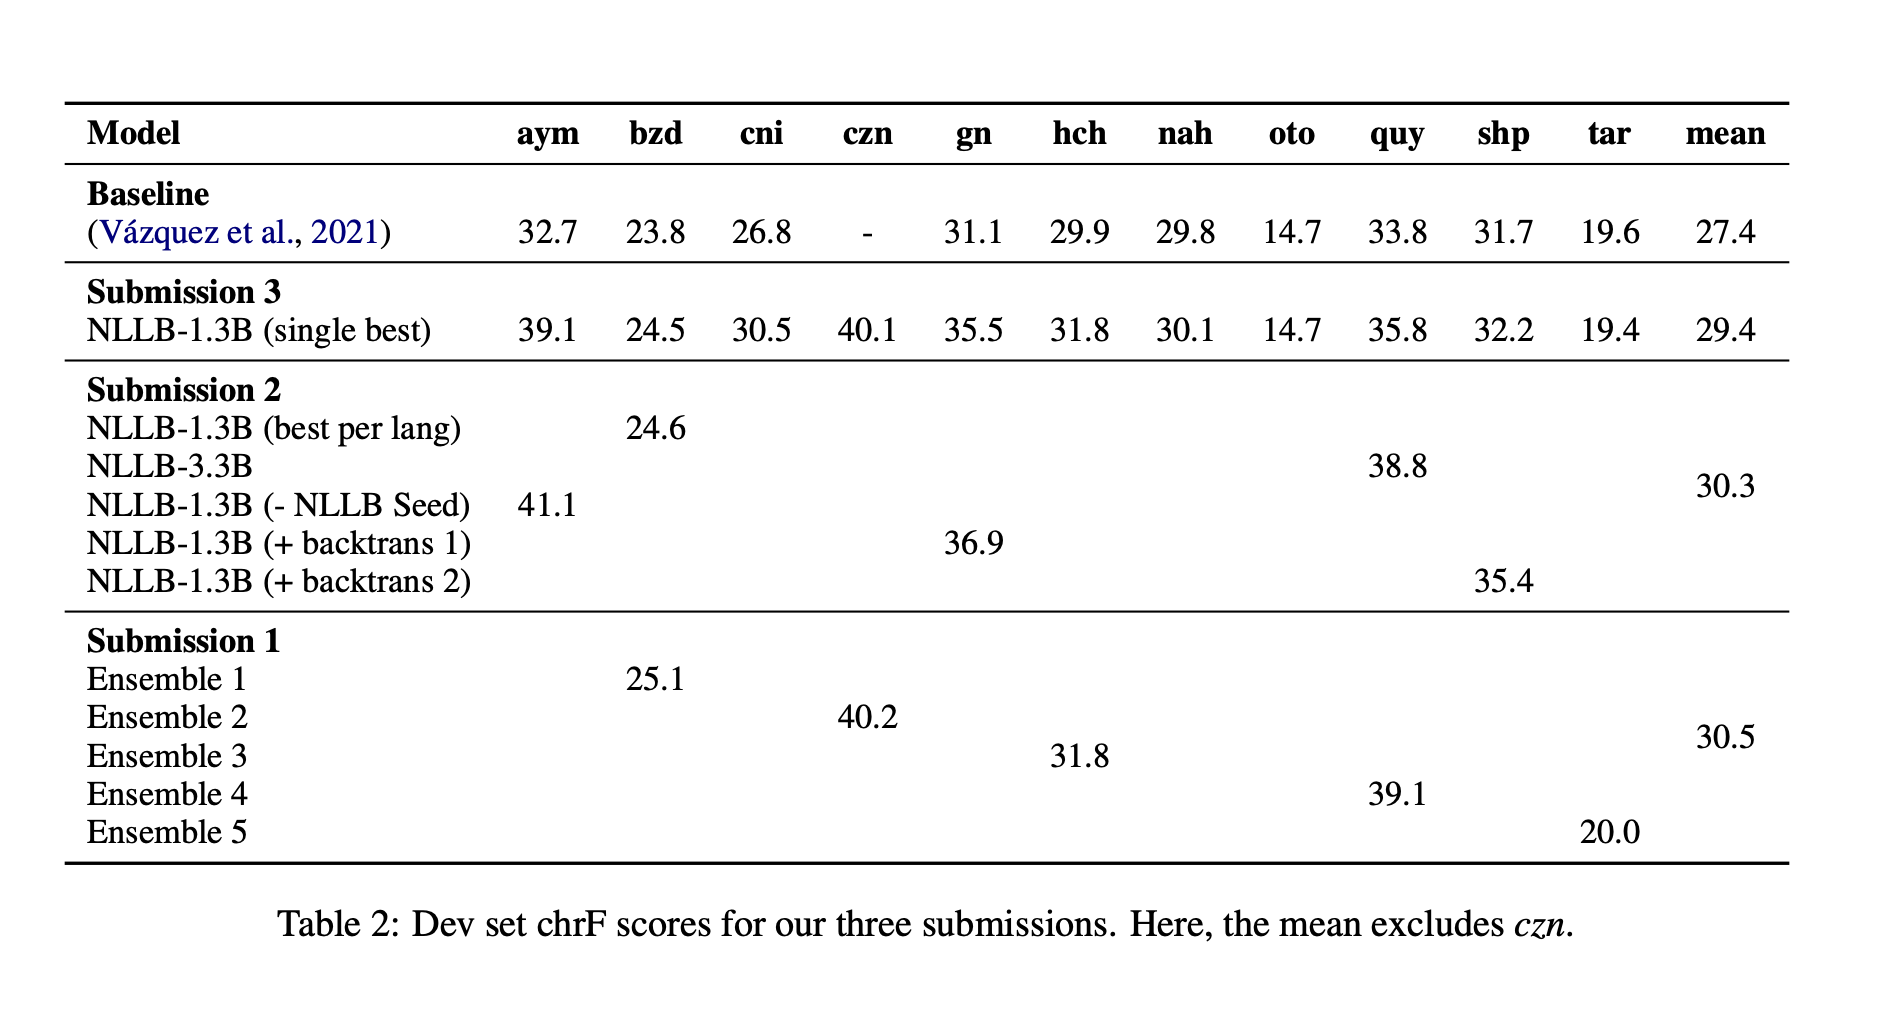 Model aym bzd cni czn gn hch nah oto quy shp tar mean
Baseline
(Vázquez et al., 2021) 32.7 23.8 26.8 - 31.1 29.9 29.8 14.7 33.8 31.7 19.6 27.4
Submission 3
NLLB-1.3B (single best) 39.1 24.5 30.5 40.1 35.5 31.8 30.1 14.7 35.8 32.2 19.4 29.4
Submission 2
NLLB-1.3B (best per lang) 24.6
NLLB-3.3B 38.8
30.3
NLLB-1.3B (- NLLB Seed) 41.1
NLLB-1.3B (+ backtrans 1) 36.9
NLLB-1.3B (+ backtrans 2) 35.4
Submission 1
Ensemble 1 25.1
Ensemble 2 40.2
30.5
Ensemble 3 31.8
Ensemble 4 39.1
Ensemble 5 20.0
Table 2: Dev set chrF scores for our three submissions. Here, the mean excludes czn.